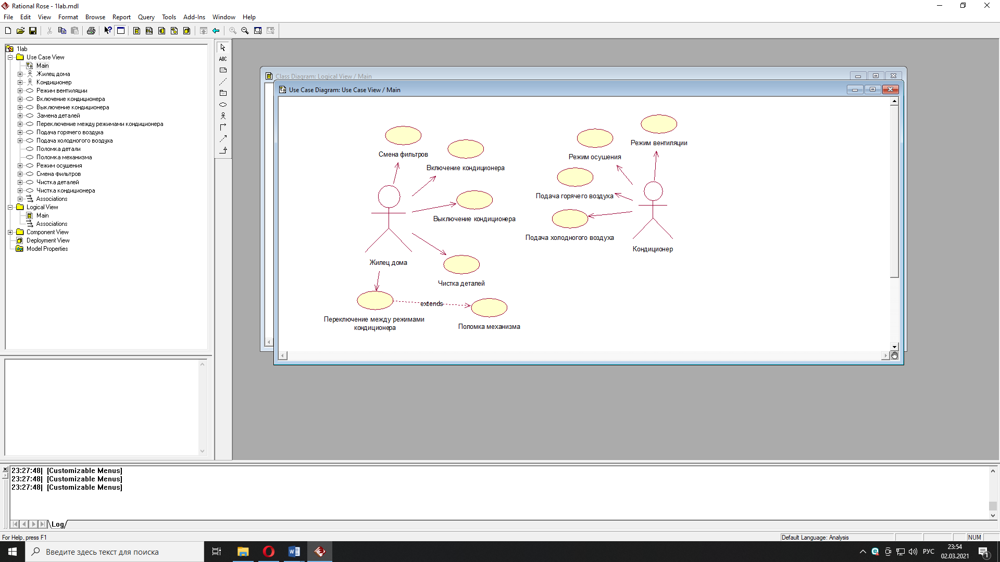 Rational Rose - 1lab.mdl
File Edit View Format Browse Report Query Tools Add-Ins Window Help
1lab
Use Case View
Main
Жилец дома
Кондиционер
Режим вентиляции
Включение кондиционера
Выключение кондиционера
Замена деталей
Переключение между режимами кондиционера
Подача горячего воздуха
Подача холодногого воздуха
Поломка детали
Поломка механизма
Режим осушения
Смена фильтров
Чистка деталей
Чистка кондиционера
Associations
Logical View
Main
Associations
Component View
Deployment View
Model Properties
ABC
Class Diagram: Logical View / Main
Use Case Diagram: Use Case View / Main
Смена фильтров
Включение кондиционера
Выключение кондиционера
Жилец дома
Чистка деталей
Переключение между режимами
кондиционера
extends
Поломка механизма
Режим вентиляции
Режим осушения
Подача горячего воздуха
Подача холодногого воздуха
Кондиционер
23:27:48| [Customizable Menus]
23:27:48| [Customizable Menus]
23:27:48| [Customizable Menus]
Log
For Help, press F1
Default Language: Analysis
NUM
Введите здесь текст для поиска
РУС
23:54
02.03.2021
1